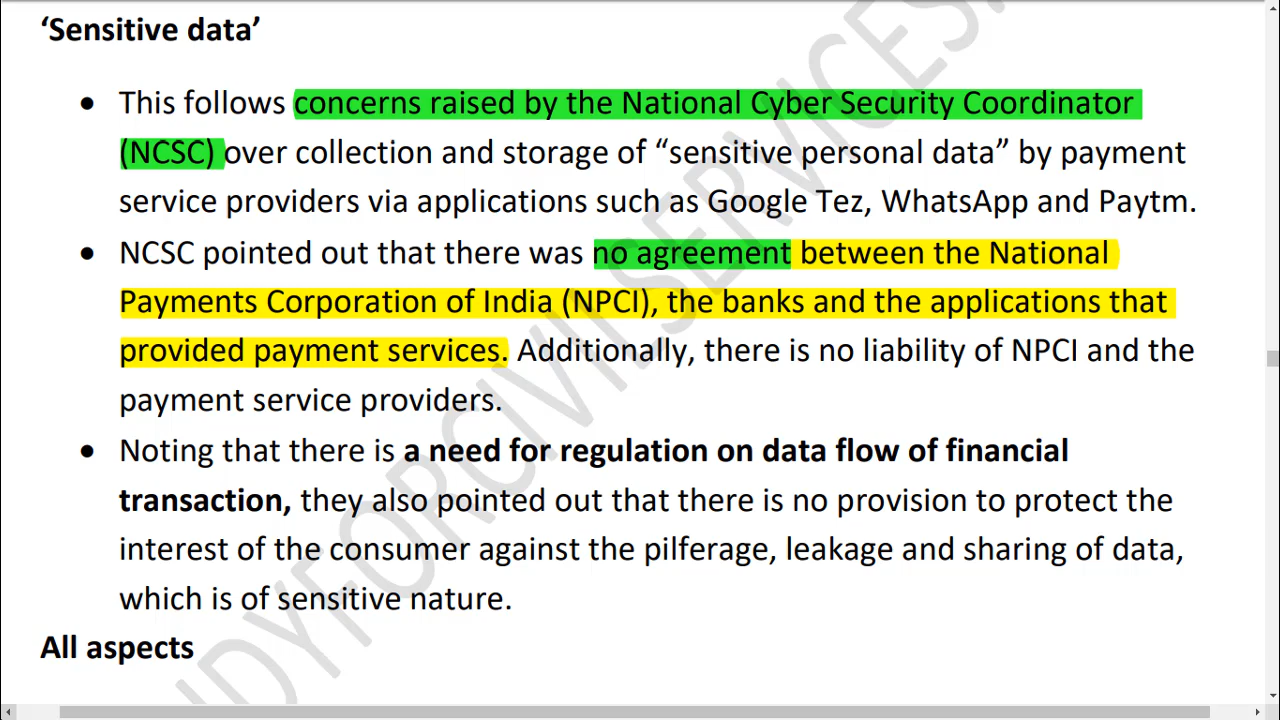 ‘Sensitive data’
• This follows concerns raised by the National Cyber Security Coordinator
(NCSC) over collection and storage of “sensitive personal data” by payment
service providers via applications such as Google Tez, WhatsApp and Paytm.
• NCSC pointed out that there was no agreement between the National
Payments Corporation of India (NPCI), the banks and the applications that
provided payment services. Additionally, there is no liability of NPCI and the
payment service providers.
• Noting that there is a need for regulation on data flow of financial
transaction, they also pointed out that there is no provision to protect the
interest of the consumer against the pilferage, leakage and sharing of data,
which is of sensitive nature.
All aspects
UDYFORCIVILSERVICES.